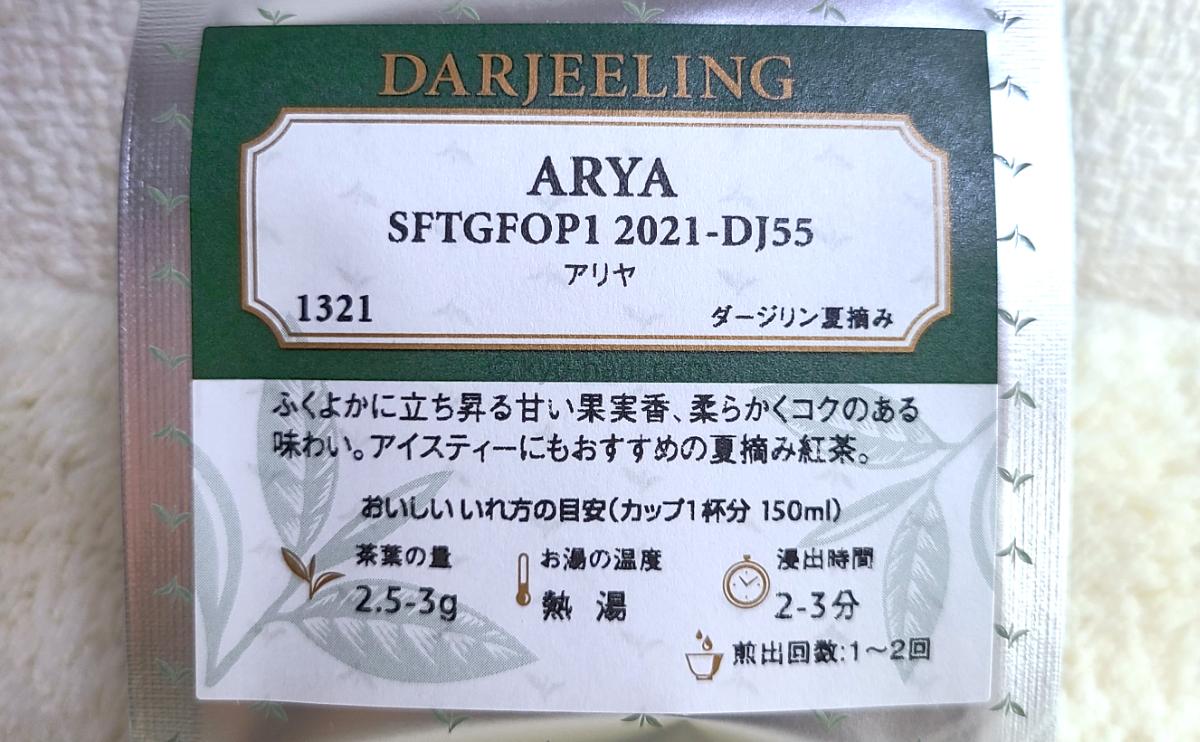 DARJEELING
ARYA
SFTGFOP1 2021-DJ55
アリヤ
1321 ダージリン夏摘み
ふくよかに立ち昇る甘い果実香、柔らかくコクのある
味わい。アイスティーにもおすすめの夏摘み紅茶。
おいしいいれ方の目安(カップ1杯分 150ml)
茶葉の量 お湯の温度 浸出時間
2.5-3g 熱 湯 2-3分
煎出回数:1〜2回